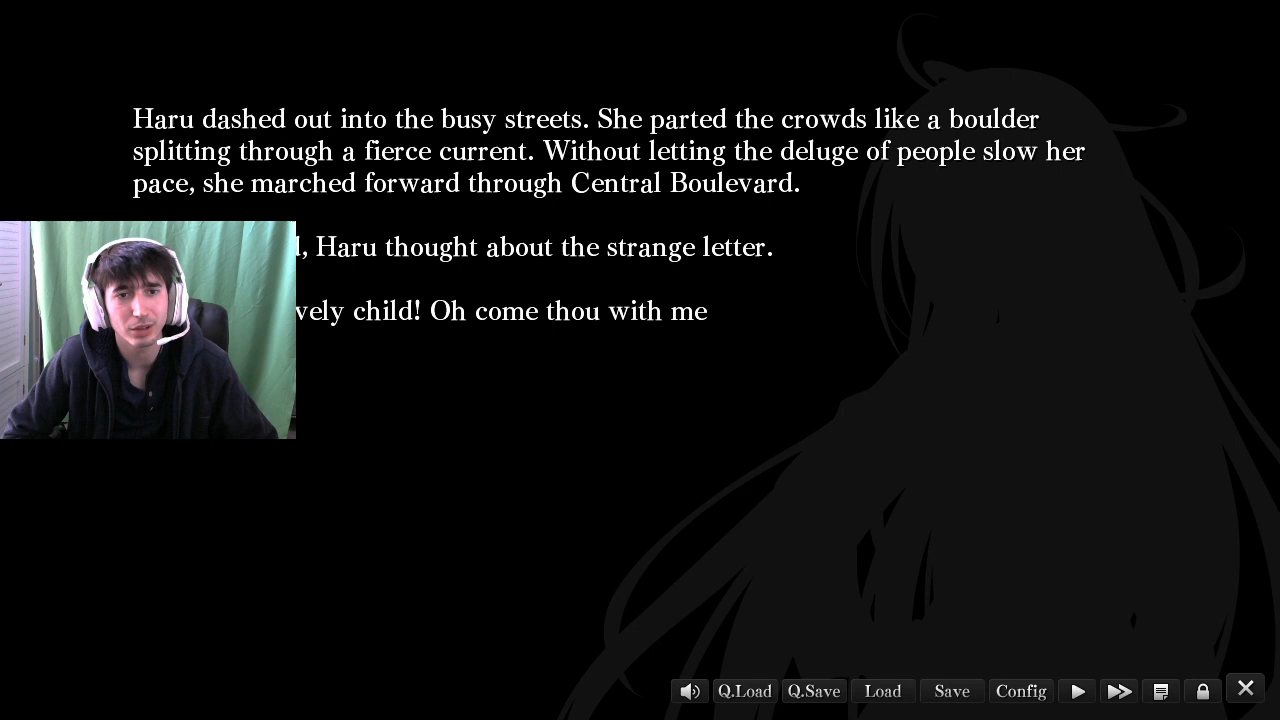 Haru dashed out into the busy streets. She parted the crowds like a boulder
splitting through a fierce current. Without letting the deluge of people slow her
pace, she marched forward through Central Boulevard.
Haru thought about the strange letter.
child! Oh come thou with me
Q.Load Q.Save Load Save Config